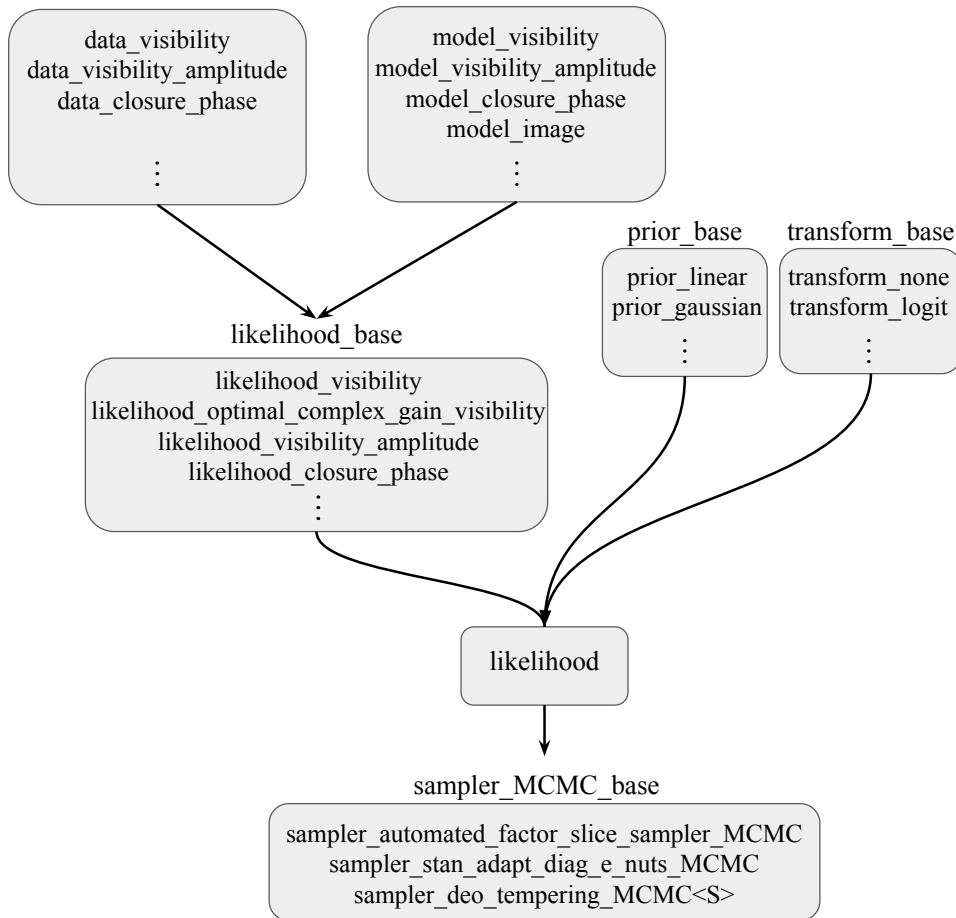 data_visibility
data_visibility_amplitude
data_closure_phase
⋮
model_visibility
model_visibility_amplitude
model_closure_phase
model_image
⋮
prior_base
prior_linear
prior_gaussian
⋮
transform_base
transform_none
transform_logit
⋮
likelihood_base
likelihood_visibility
likelihood_optimal_complex_gain_visibility
likelihood_visibility_amplitude
likelihood_closure_phase
⋮
likelihood
sampler_MCMC_base
sampler_automated_factor_slice_sampler_MCMC
sampler_stan_adapt_diag_e_nuts_MCMC
sampler_deo_tempering_MCMC<S>